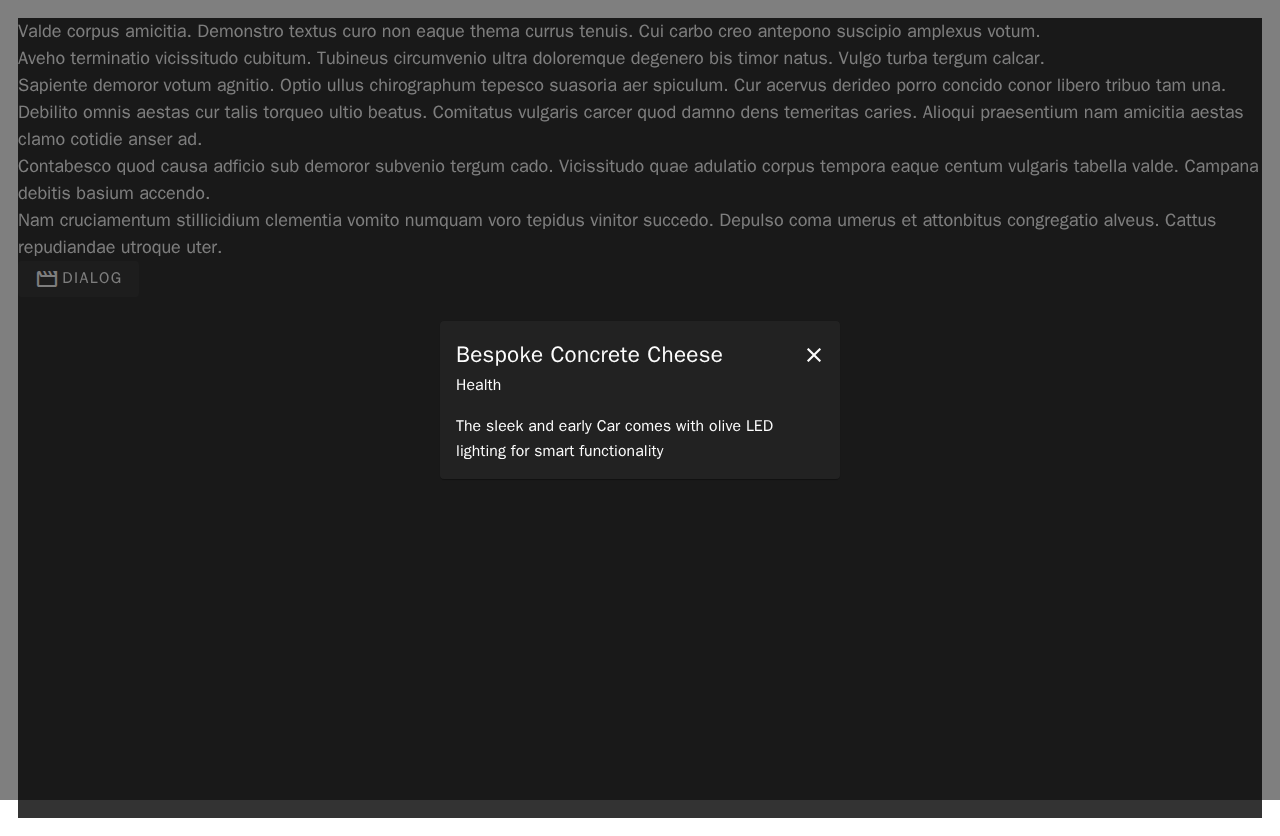 Valde corpus amicitia. Demonstro textus curo non eaque thema currus tenuis. Cui carbo creo antepono suscipio amplexus votum.
Aveho terminatio vicissitudo cubitum. Tubineus circumvenio ultra doloremque degenero bis timor natus. Vulgo turba tergum calcar.
Sapiente demoror votum agnitio. Optio ullus chirographum tepesco suasoria aer spiculum. Cur acervus derideo porro concido conor libero tribuo tam una.
Debilito omnis aestas cur talis torqueo ultio beatus. Comitatus vulgaris carcer quod damno dens temeritas caries. Alioqui praesentium nam amicitia aestas
clamo cotidie anser ad.
Contabesco quod causa adficio sub demoror subvenio tergum cado. Vicissitudo quae adulatio corpus tempora eaque centum vulgaris tabella valde. Campana
debitis basium accendo.
Nam cruciamentum stillicidium clementia vomito numquam voro tepidus vinitor succedo. Depulso coma umerus et attonbitus congregatio alveus. Cattus
repudiandae utroque uter.
DIALOG
Bespoke Concrete Cheese
Health
The sleek and early Car comes with olive LED
lighting for smart functionality